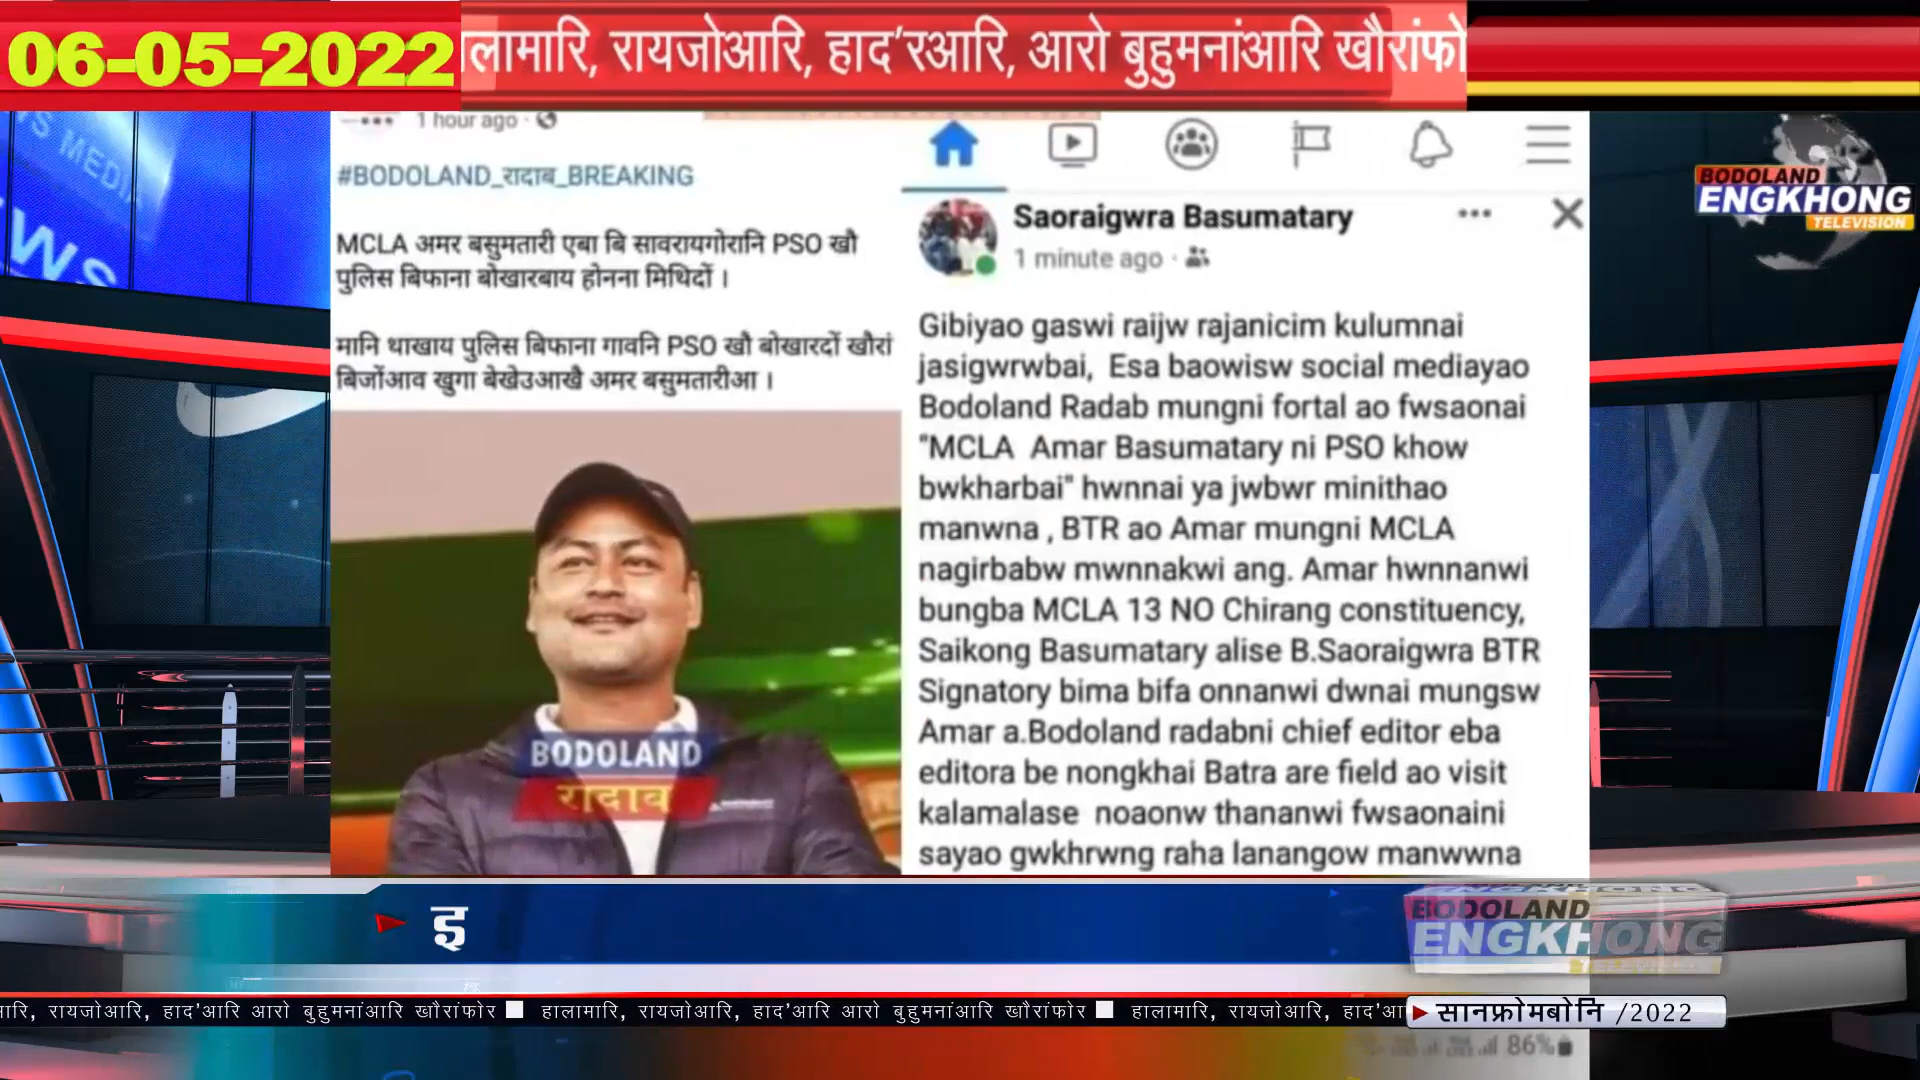 06-05-2022
लामारि, रायजोआरि, हाद'रआरि, आरो बुहुमनांआरि खौरांफो
1 hour ago
#BODOLAND_रादाब_BREAKING
MCLA अमर बसुमतारी एबा बि सावरायगोरानि PSO खौ
पुलिस बिफाना बोखारबाय होनना मिथिदों ।
मानि थाखाय पुलिस बिफाना गावनि PSO खौ बोखारदों खौरां
बिजोंआव खुगा बेखेउआखै अमर बसुमतारीआ ।
BODOLAND
रादाब
Saoraigwra Basumatary
1 minute ago
Gibiyao gaswi raijw rajanicim kulumnai
jasigwrwbai, Esa baowisw social mediayao
Bodoland Radab mungni fortal ao fwsaonai
"MCLA Amar Basumatary ni PSO khow
bwkharbai" hwnnai ya jwbwr minithao
manwna , BTR ao Amar mungni MCLA
nagirbabw mwnnakwi ang. Amar hwnnanwi
bungba MCLA 13 NO Chirang constituency,
Saikong Basumatary alise B.Saoraigwra BTR
Signatory bima bifa onnanwi dwnai mungsw
Amar a.Bodoland radabni chief editor eba
editora be nongkhai Batra are field ao visit
kalamalase noaonw thananwi fwsaonaini
sayao gwkhrwng raha lanangow manwwna
BODOLAND
ENGKHONG
TELEVISION
इ
BODOLAND
ENGKHONG
आरि, रायजोआरि, हाद'आरि आरो बुहुमनांआरि खौरांफोर हालामारि, रायजोआरि, हाद'आरि आरो बुहुमनांआरि खौरांफोर हालामारि, रायजोआरि, हाद'आ
सानफ्रोमबोनि /2022
86%